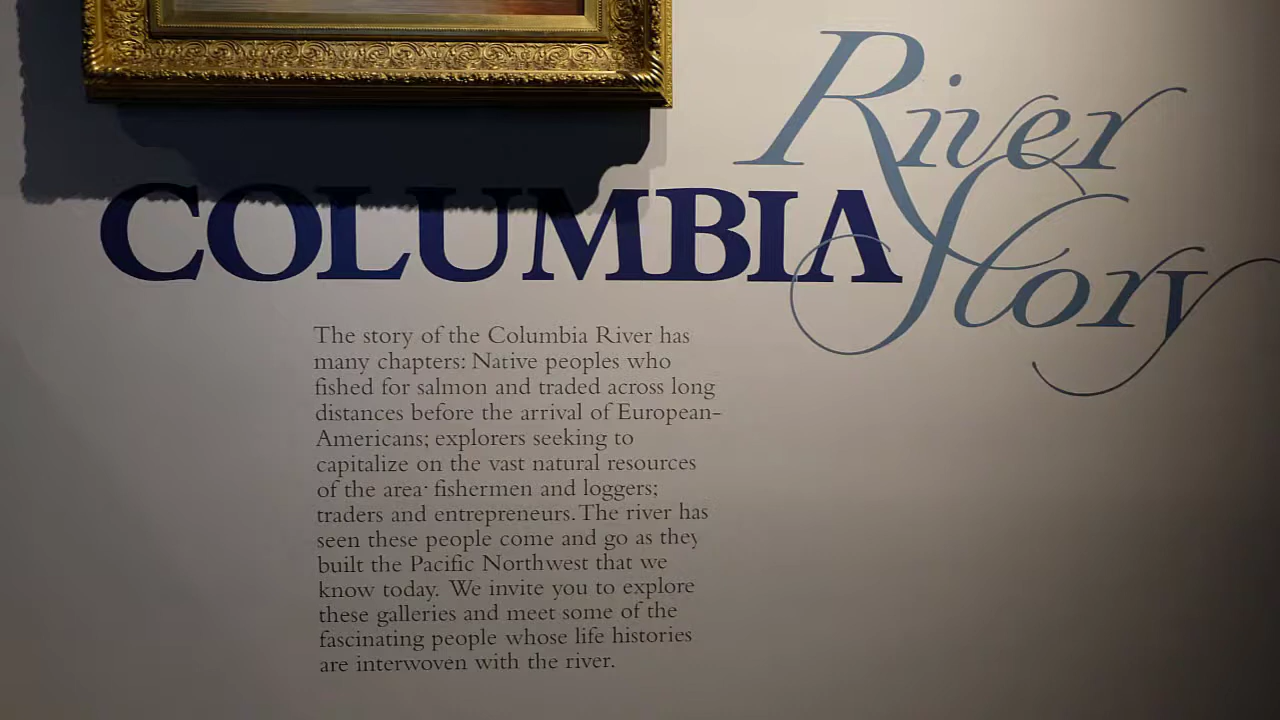 River
COLUMBIA
Story
The story of the Columbia River has
many chapters: Native peoples who
fished for salmon and traded across long
distances before the arrival of European-
Americans; explorers seeking to
capitalize on the vast natural resources
of the area· fishermen and loggers;
traders and entrepreneurs. The river has
seen these people come and go as they
built the Pacific Northwest that we
know today. We invite you to explore
these galleries and meet some of the
fascinating people whose life histories
are interwoven with the river.